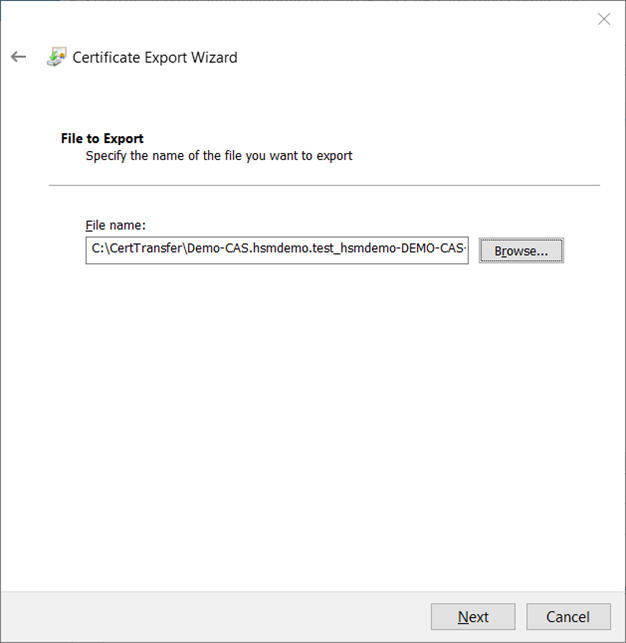 Certificate Export Wizard
File to Export
Specify the name of the file you want to export
File name:
C:\CertTransfer\Demo-CAS.hsmdemo.test_hsmdemo-DEMO-CAS-
Browse...
Next
Cancel